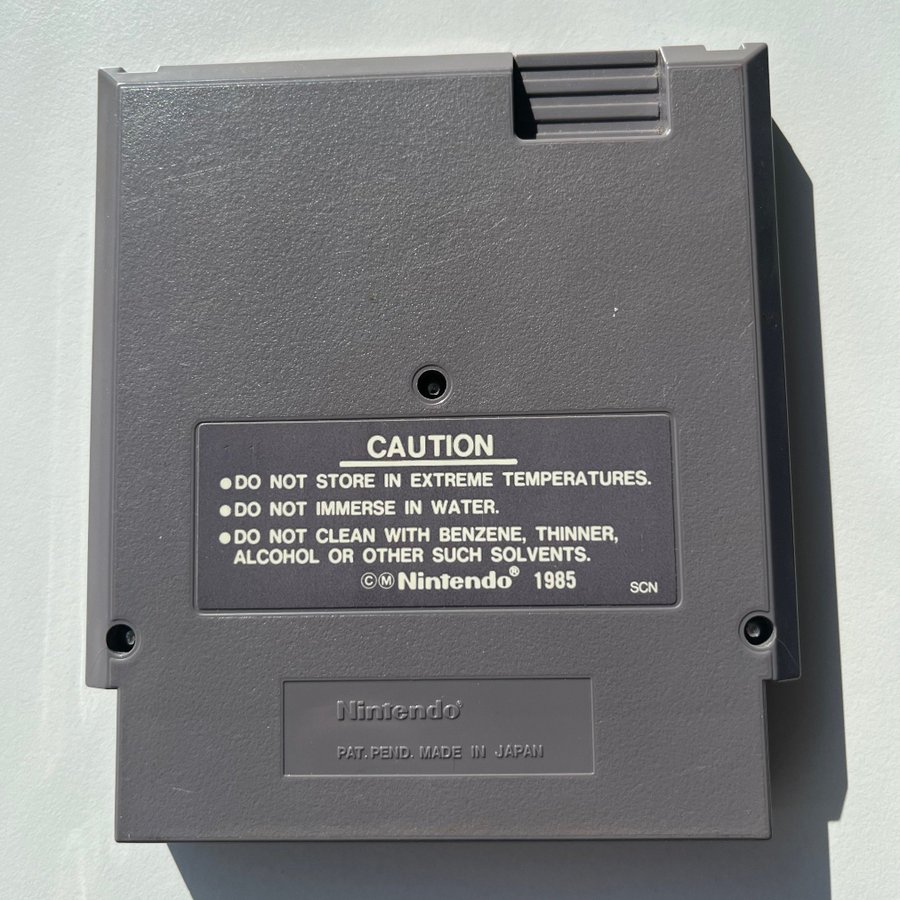 CAUTION
●DO NOT STORE IN EXTREME TEMPERATURES.
●DO NOT IMMERSE IN WATER.
●DO NOT CLEAN WITH BENZENE, THINNER,
ALCOHOL OR OTHER SUCH SOLVENTS.
ⒸⓂNintendo® 1985
SCN
Nintendo®
PAT. PEND. MADE IN JAPAN